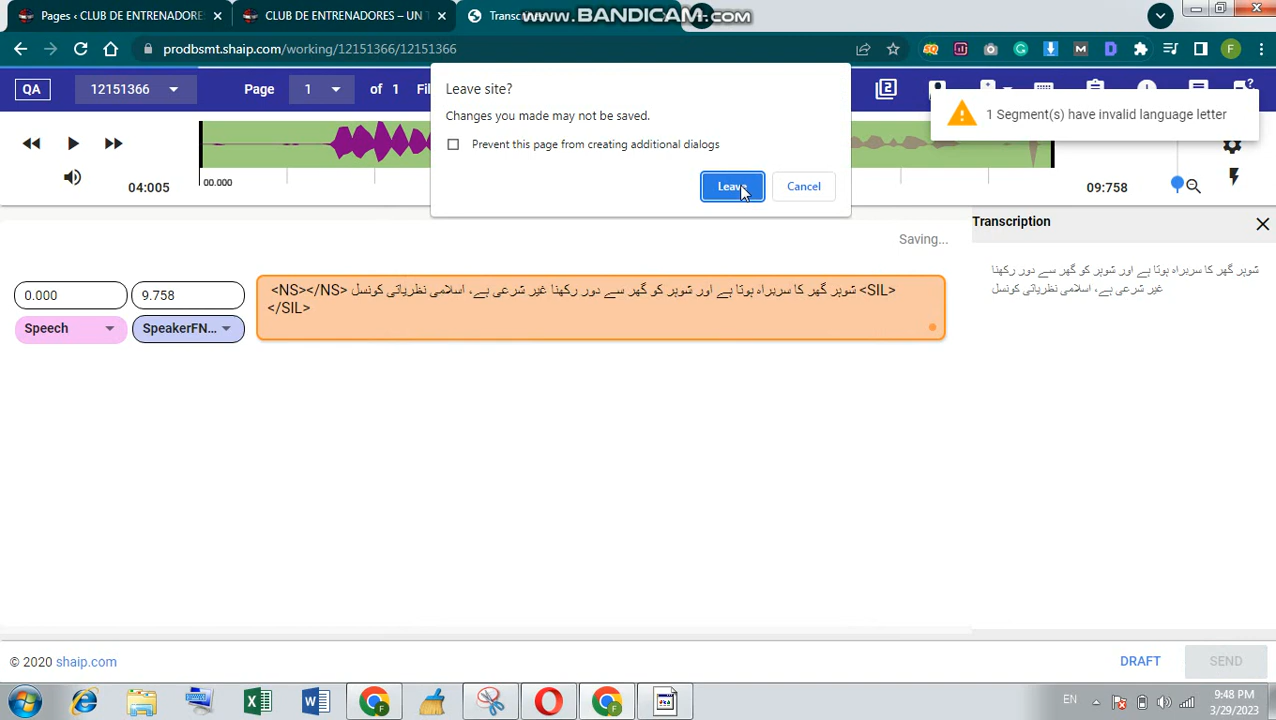 Pages ‹ CLUB DE ENTRENADORES
CLUB DE ENTRENADORES – UN T
Transc
www.BANDICAM.com
prodbsmt.shaip.com/working/12151366/12151366
F
QA
12151366
Page
1
of 1
Fil
Leave site?
Changes you made may not be saved.
Prevent this page from creating additional dialogs
Leave
Cancel
1 Segment(s) have invalid language letter
04:005
00.000
09:758
Saving...
Transcription
0.000
9.758
Speech
SpeakerFN...
<NS></NS> شوہر گھر کا سربراہ ہوتا ہے اور شوہر کو گھر سے دور رکھنا غیر شرعی ہے، اسلامی نظریاتی کونسل <SIL>
</SIL>
شوہر گھر کا سربراہ ہوتا ہے اور شوہر کو گھر سے دور رکھنا
غیر شرعی ہے، اسلامی نظریاتی کونسل
© 2020 shaip.com
DRAFT
SEND
EN
9:48 PM
3/29/2023